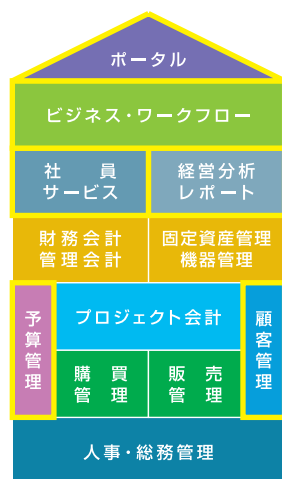 ポータル
ビジネス・ワークフロー
社　員
サービス
経営分析
レポート
財務会計
管理会計
固定資産管理
機器管理
予算管理
プロジェクト会計
顧客管理
購　買
管　理
販　売
管　理
人事・総務管理